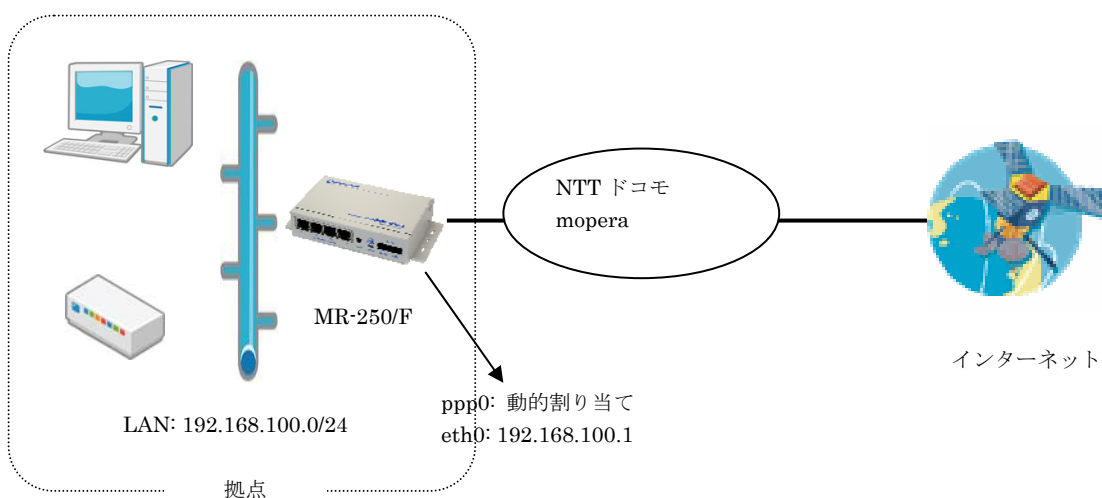 NTT ドコモ
mopera
MR-250/F
インターネット
ppp0: 動的割り当て
eth0: 192.168.100.1
LAN: 192.168.100.0/24
拠点